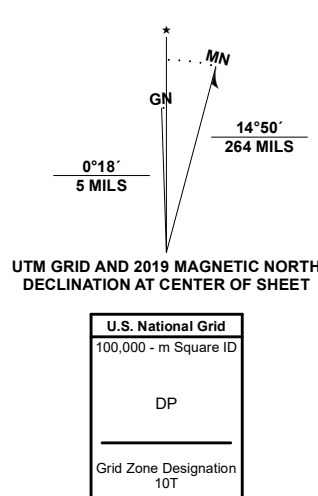 ★
MN
GN
14°50´
264 MILS
0°18´
5 MILS
UTM GRID AND 2019 MAGNETIC NORTH
DECLINATION AT CENTER OF SHEET
U.S. National Grid
100,000 - m Square ID
DP
Grid Zone Designation
10T